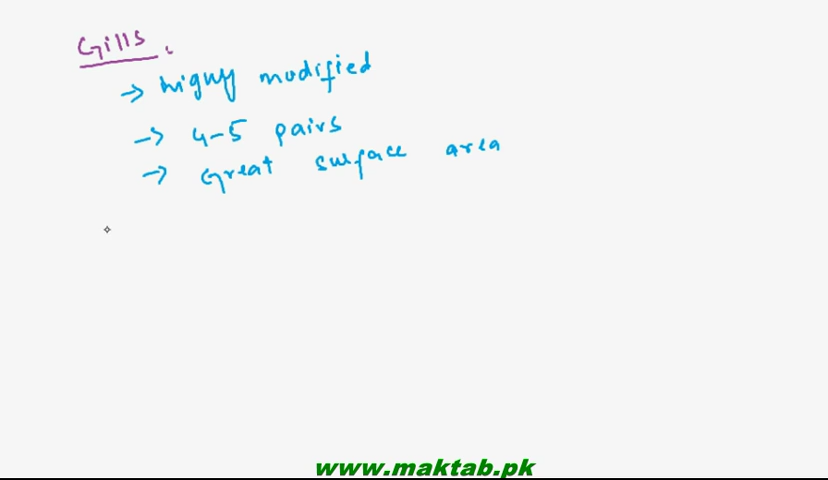 Gills :
→ highly modified
→ 4-5 pairs
→ Great surface area
www.maktab.pk